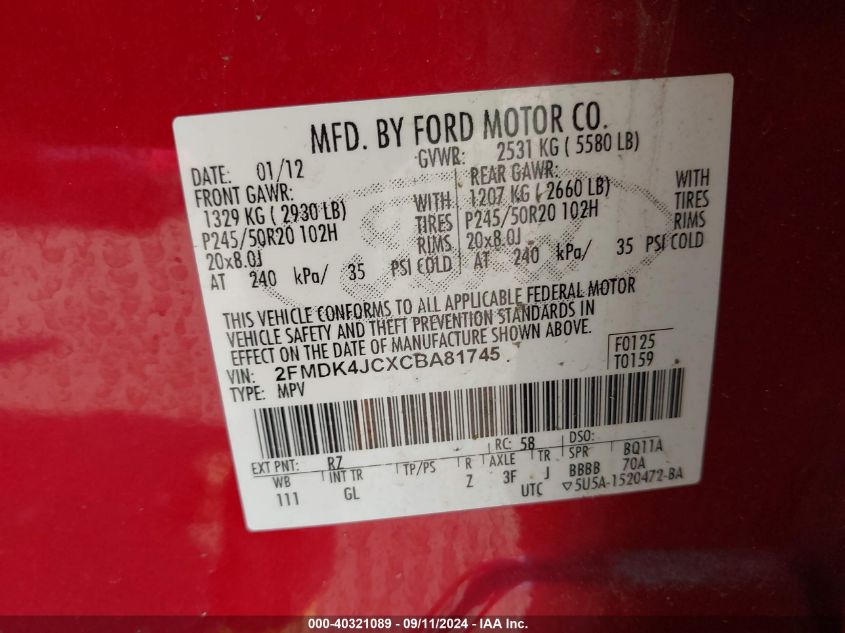 MFD. BY FORD MOTOR CO.
DATE: 01/12 GVWR: 2531 KG ( 5580 LB)
FRONT GAWR: REAR GAWR:
1329 KG ( 2930 LB) WITH 1207 KG ( 2660 LB) WITH
P245/50R20 102H TIRES P245/50R20 102H TIRES
20x8.0J RIMS 20x8.0J RIMS
AT 240 kPa/ 35 PSI COLD AT 240 kPa/ 35 PSI COLD
THIS VEHICLE CONFORMS TO ALL APPLICABLE FEDERAL MOTOR
VEHICLE SAFETY AND THEFT PREVENTION STANDARDS IN
EFFECT ON THE DATE OF MANUFACTURE SHOWN ABOVE.
VIN: 2FMDK4JCXCBA81745 F0125
TYPE: MPV T0159
EXT PNT: RZ RC: 58 DSO:
WB INT TR TP/PS R AXLE TR SPR BQ11A
111 GL Z 3F J BBBB 70A
UTC ▽5U5A-1520472-BA
000-40321089 - 09/11/2024 - IAA Inc.